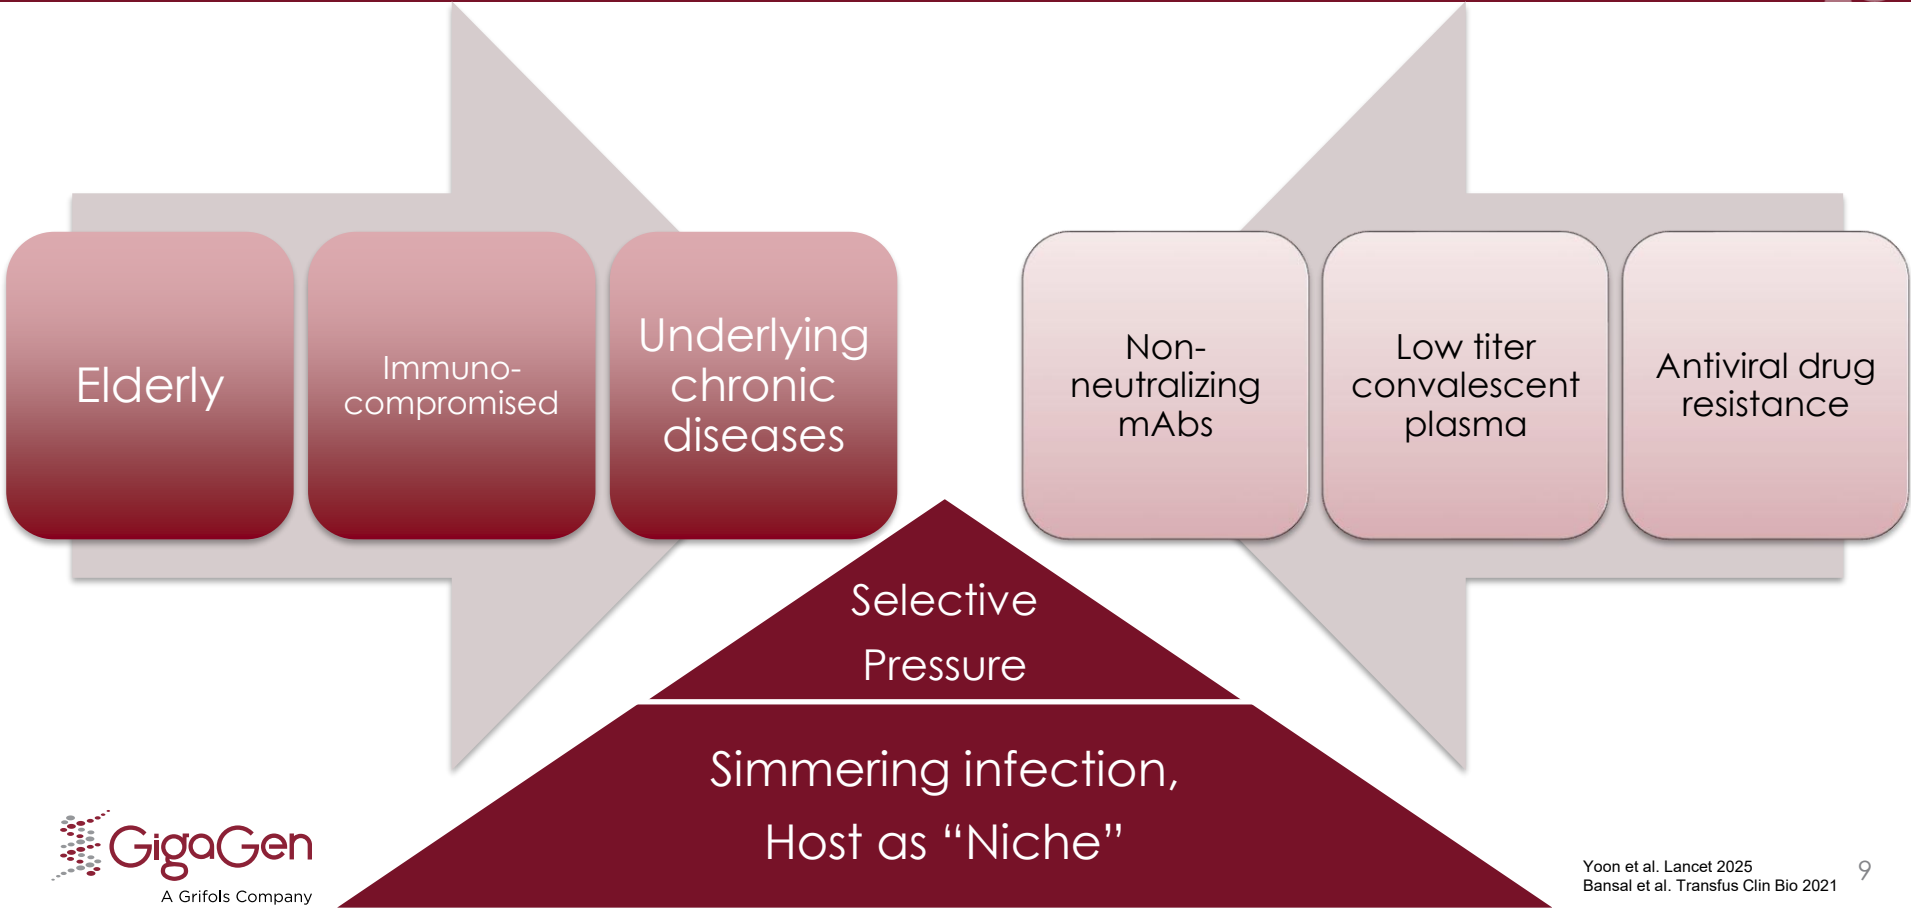 Elderly
Immuno-
compromised
Underlying
chronic
diseases
Non-
neutralizing
mAbs
Low titer
convalescent
plasma
Antiviral drug
resistance
Selective
Pressure
Simmering infection,
Host as “Niche”
GigaGen
A Grifols Company
Yoon et al. Lancet 2025
Bansal et al. Transfus Clin Bio 2021
9